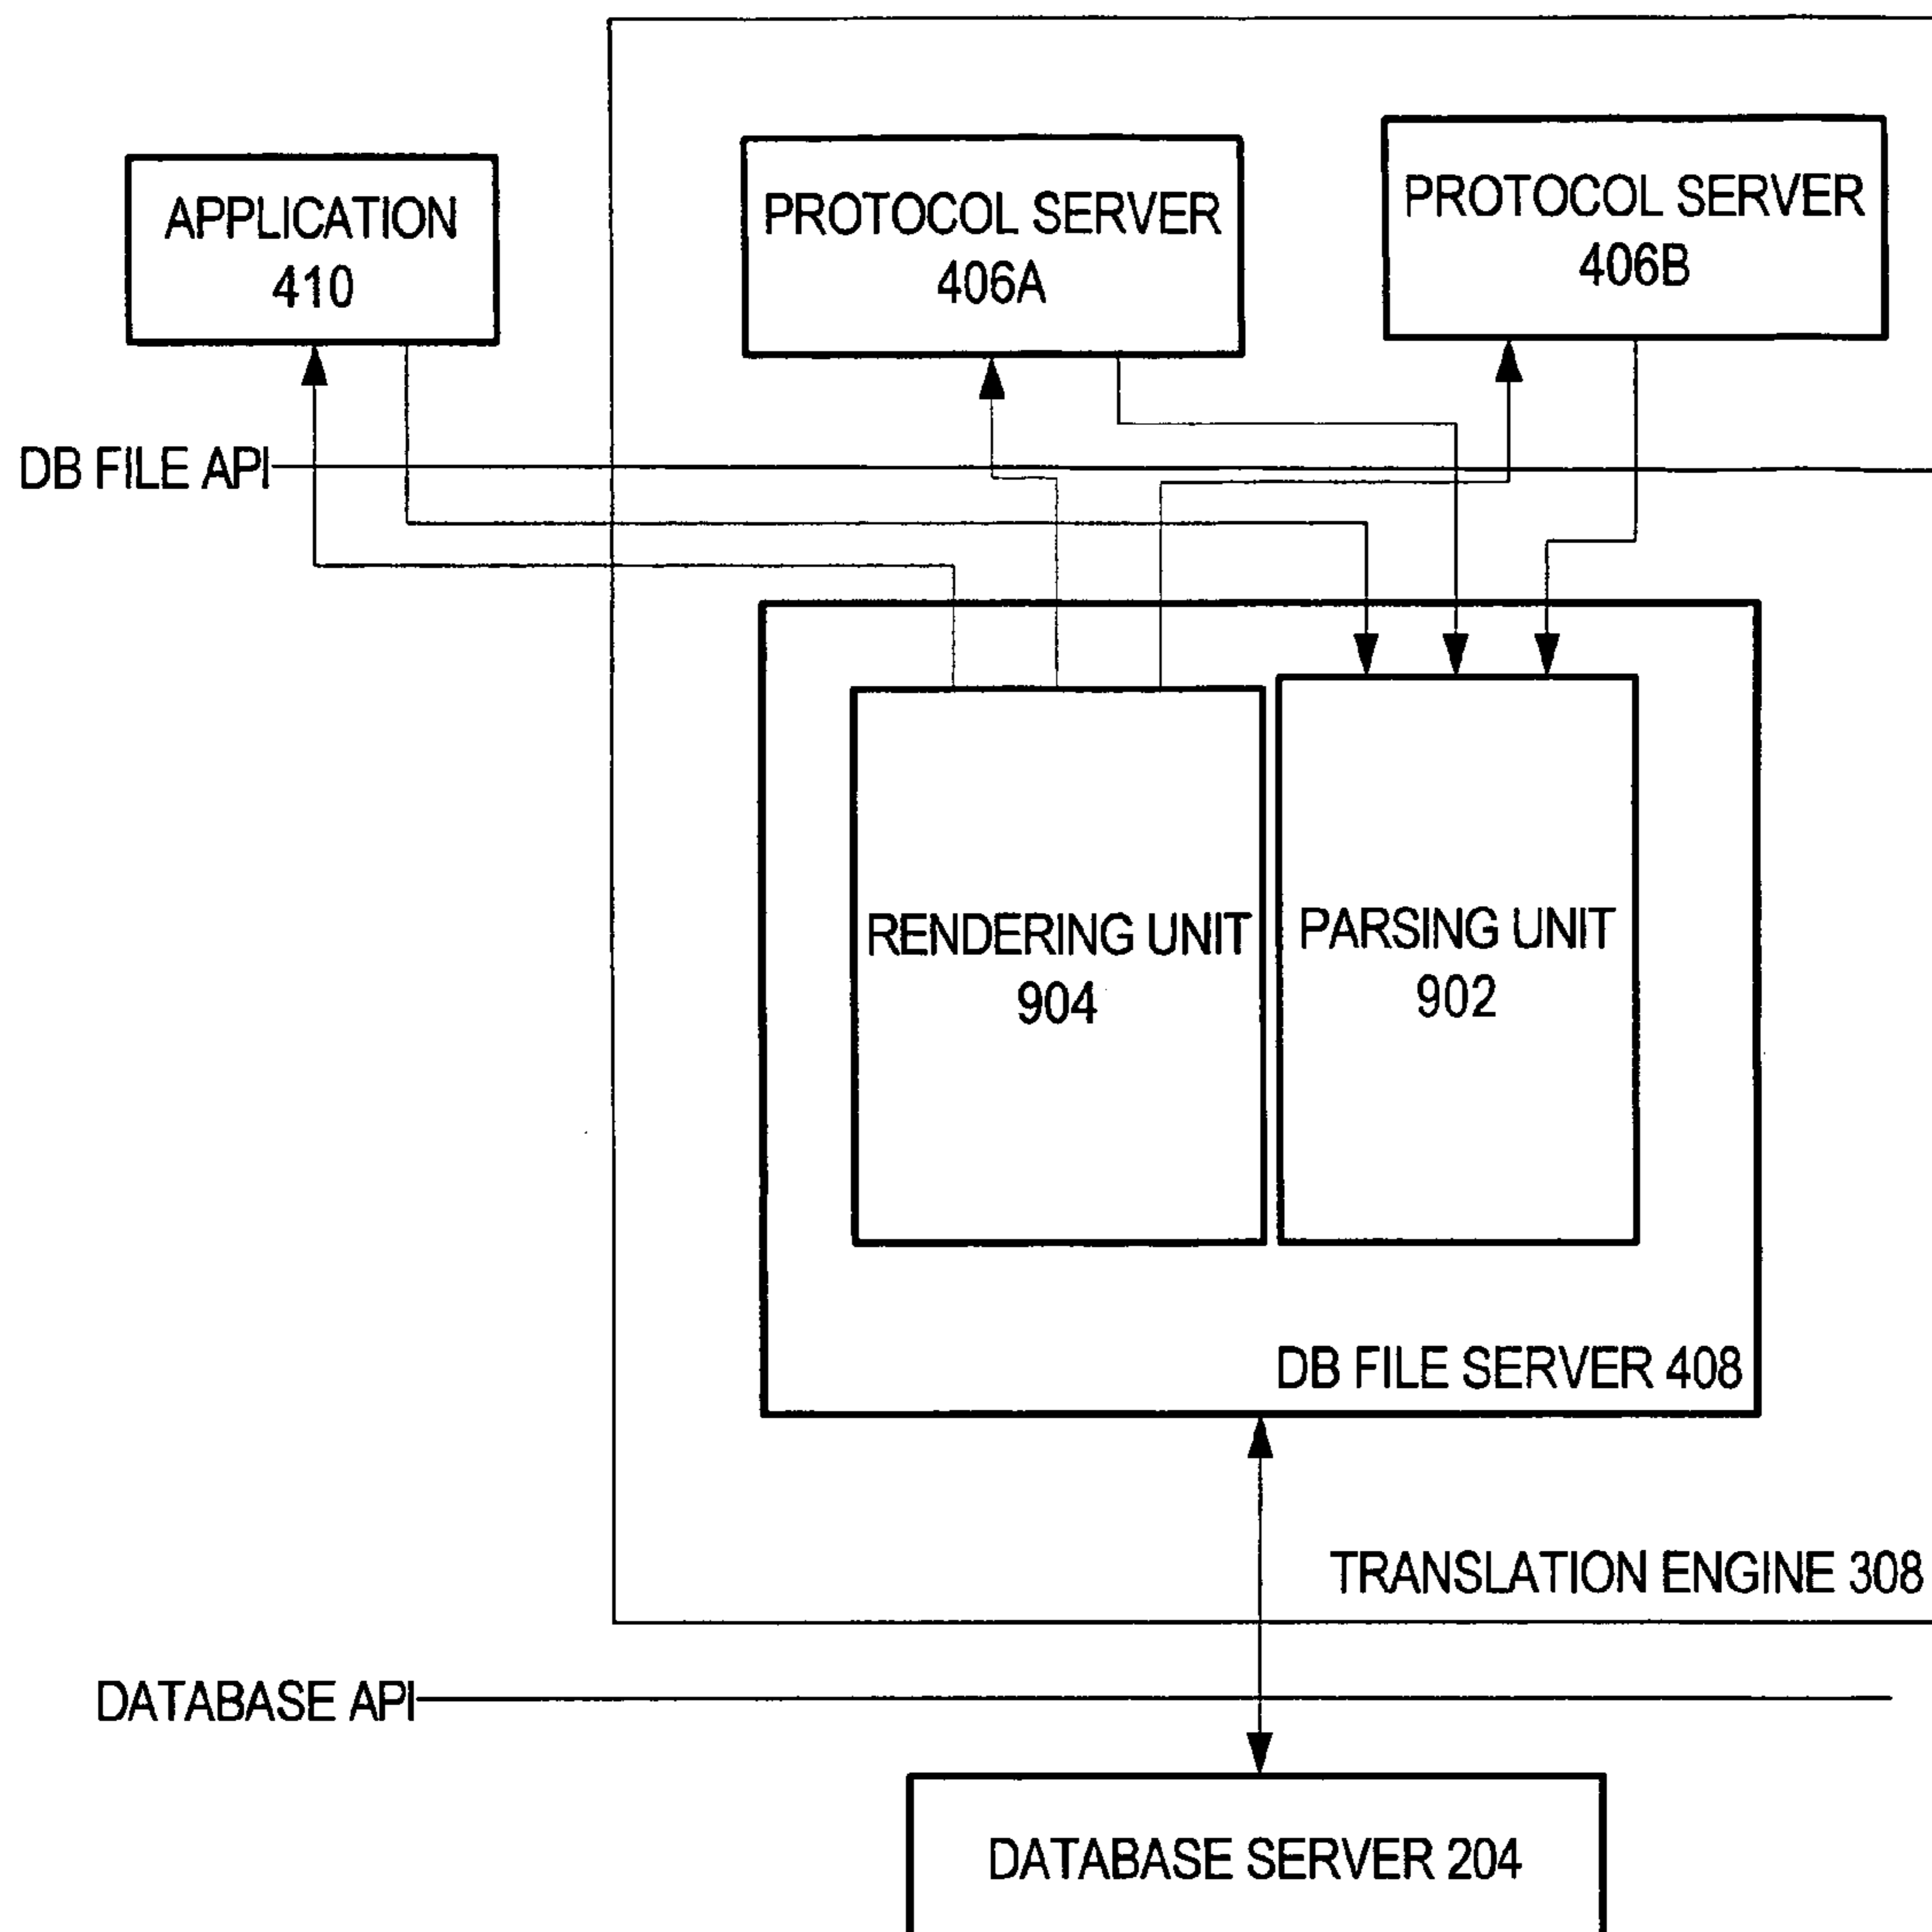 APPLICATION
410
PROTOCOL SERVER
406A
PROTOCOL SERVER
406B
DB FILE API
RENDERING UNIT
904
PARSING UNIT
902
DB FILE SERVER 408
TRANSLATION ENGINE 308
DATABASE API
DATABASE SERVER 204